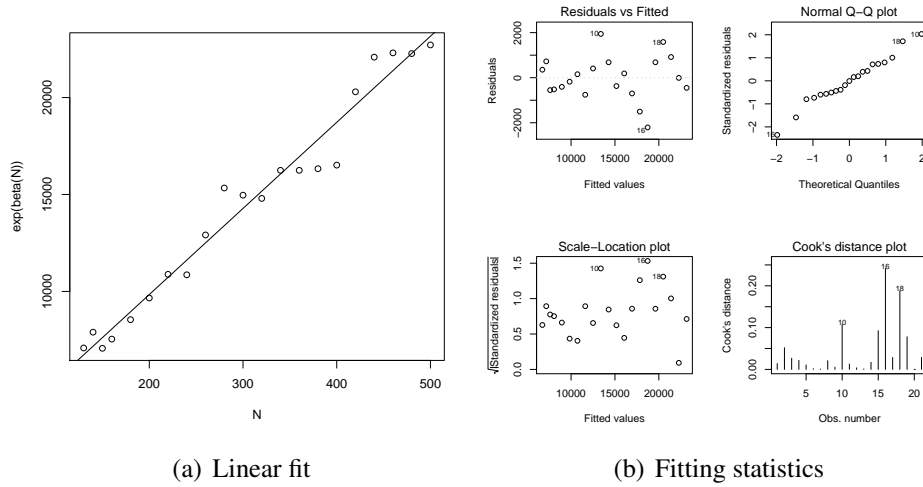 exp(beta(N))
20000
15000
10000
200 300 400 500
N
(a) Linear fit
Residuals vs Fitted
Residuals
2000
0
−2000
10
18
16
10000 15000 20000
Fitted values
Normal Q−Q plot
Standardized residuals
2
1
0
−1
−2
10
18
16
−2 −1 0 1 2
Theoretical Quantiles
Scale−Location plot
√|Standardized residuals|
1.5
1.0
0.5
0.0
10
16
18
10000 15000 20000
Fitted values
Cook's distance plot
Cook's distance
0.20
0.10
0.00
16
18
10
5 10 15 20
Obs. number
(b) Fitting statistics